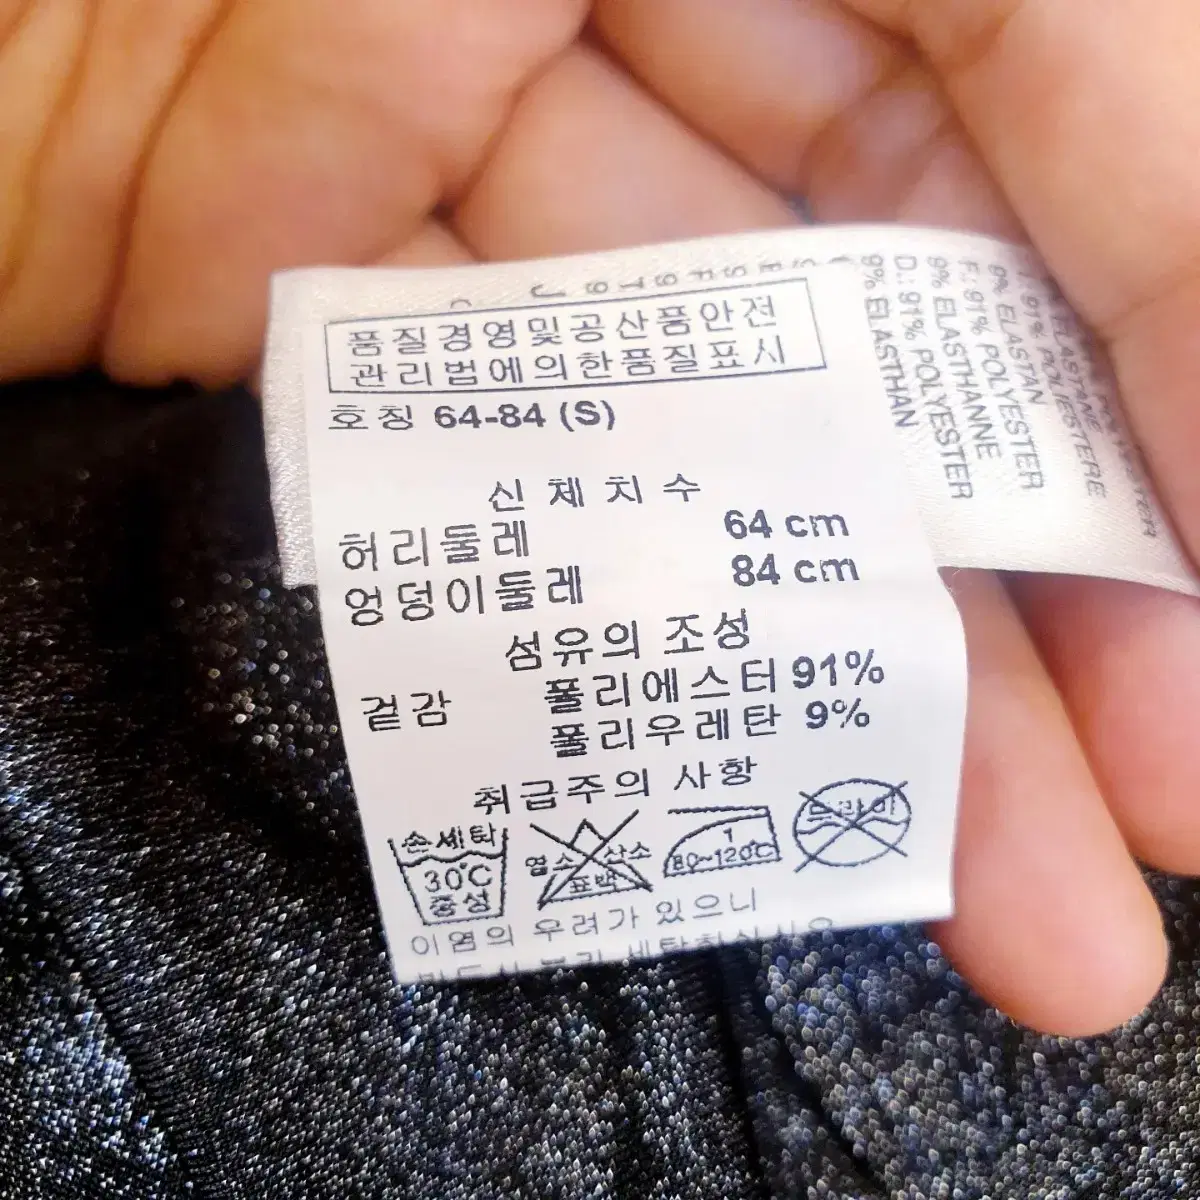 품질경영및공산품안전
관리법에의한품질표시
호칭 64-84 (S)
신체치수
허리둘레 64 cm
엉덩이둘레 84 cm
섬유의 조성
겉감 폴리에스터 91%
폴리우레탄 9%
취급주의 사항
손세탁
30℃
중성
염소 산소
표백
1
80~120℃
드라이
이염의 우려가 있으니
9% ELASTHAN
D.: 91% POLYESTER
9% ELASTHANNE
F.: 91% POLYESTER
9% ELASTAN
I.: 91% POLIESTERE